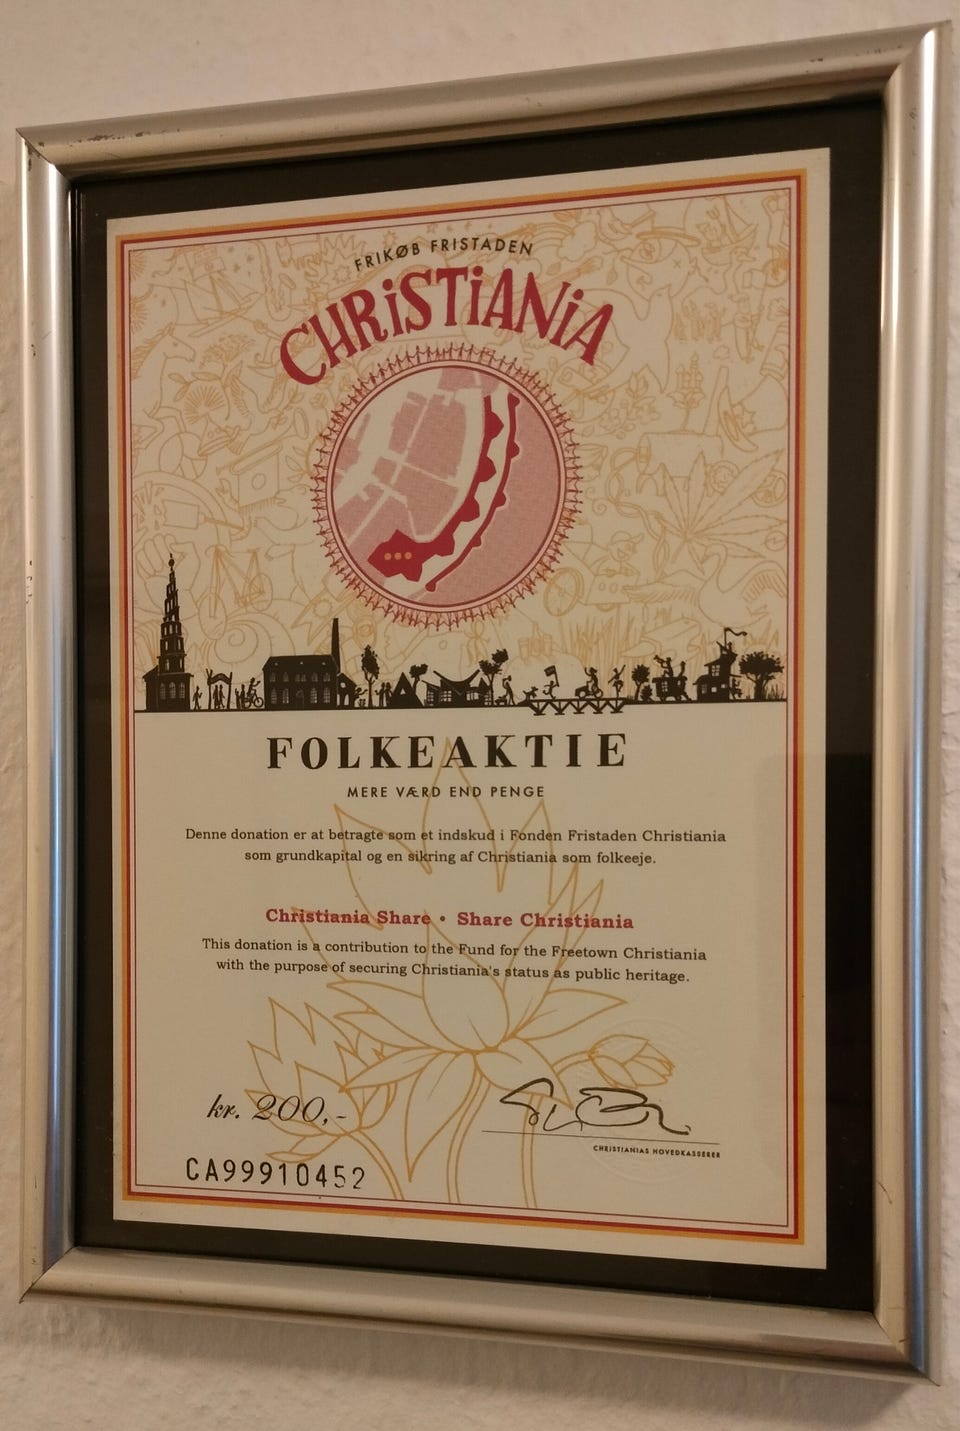 FRIKØB FRISTADEN
CHRiSTiANiA
FOLKEAKTIE
MERE VÆRD END PENGE
Denne donation er at betragte som et indskud i Fonden Fristaden Christiania
som grundkapital og en sikring af Christiania som folkeeje.
Christiania Share • Share Christiania
This donation is a contribution to the Fund for the Freetown Christiania
with the purpose of securing Christiania's status as public heritage.
kr. 200,-
CHRISTIANIAS HOVEDKASSERER
CA99910452